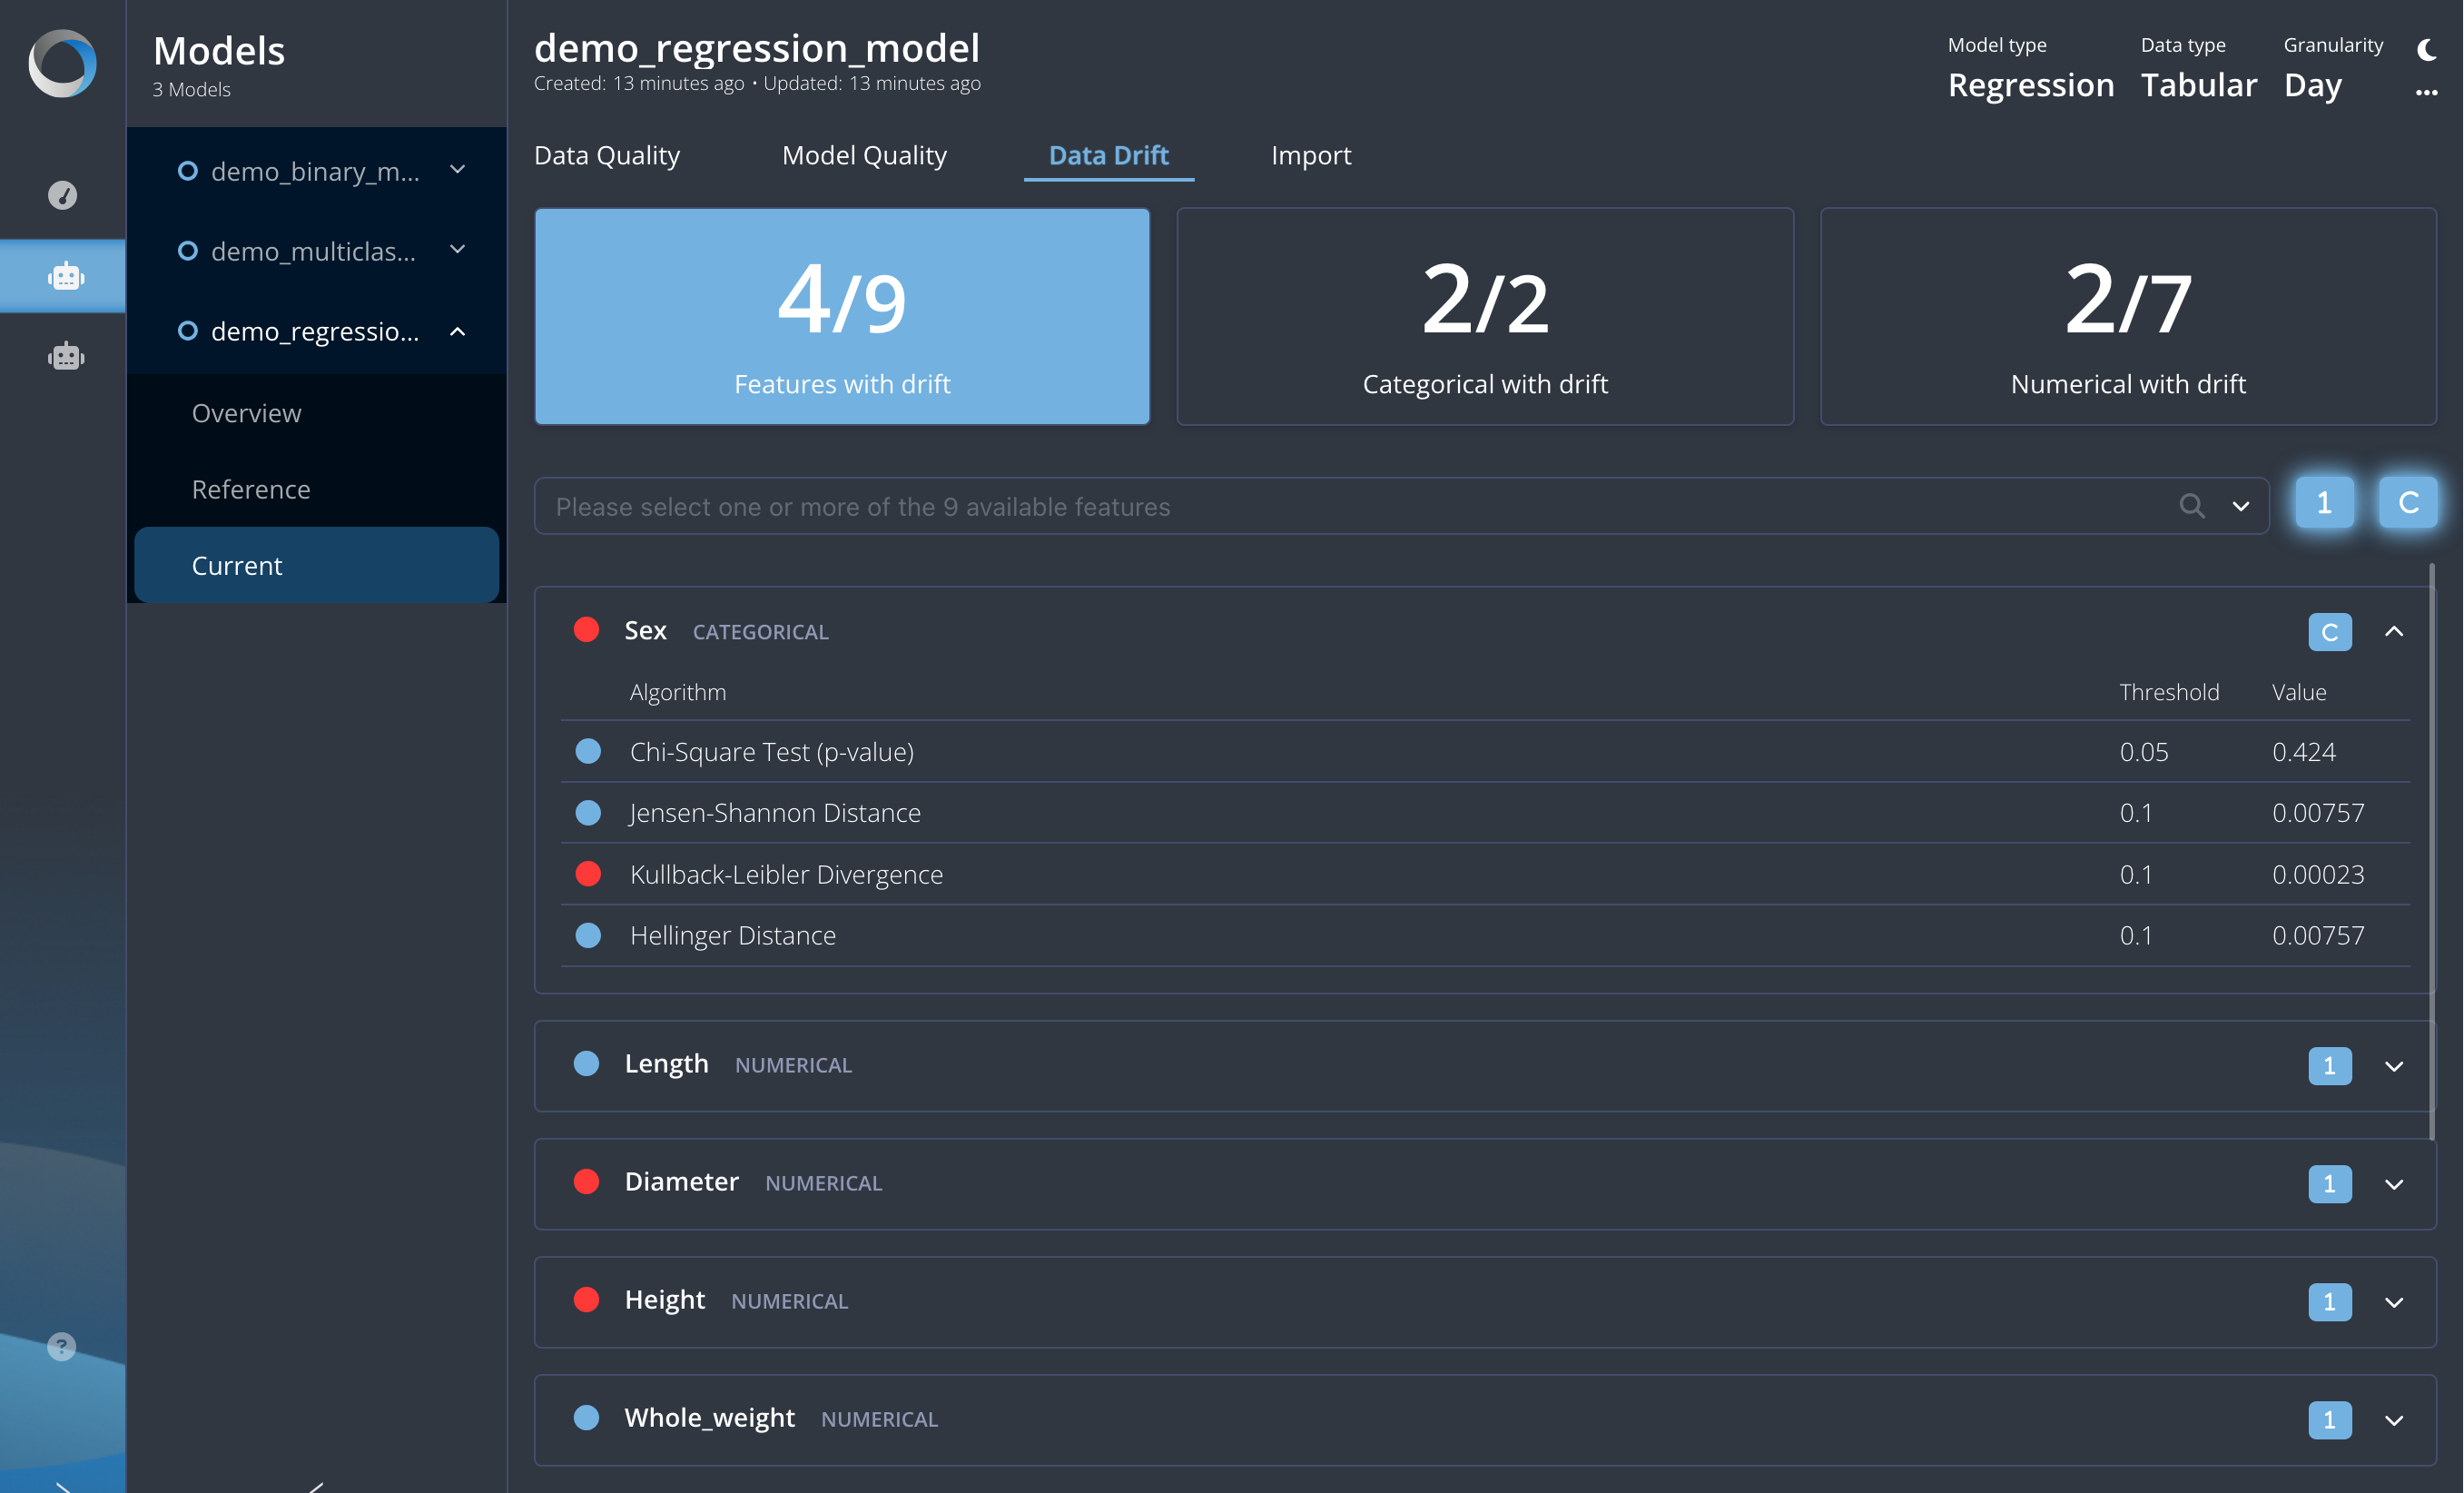 Models
3 Models
demo_binary_m...
demo_multiclas...
demo_regressio...
Overview
Reference
Current
demo_regression_model
Created: 13 minutes ago • Updated: 13 minutes ago
Model type
Regression
Data type
Tabular
Granularity
Day
Data Quality
Model Quality
Data Drift
Import
4/9
Features with drift
2/2
Categorical with drift
2/7
Numerical with drift
Please select one or more of the 9 available features
1
C
Sex CATEGORICAL
C
Algorithm Threshold Value
Chi-Square Test (p-value) 0.05 0.424
Jensen-Shannon Distance 0.1 0.00757
Kullback-Leibler Divergence 0.1 0.00023
Hellinger Distance 0.1 0.00757
Length NUMERICAL
1
Diameter NUMERICAL
1
Height NUMERICAL
1
Whole_weight NUMERICAL
1
?